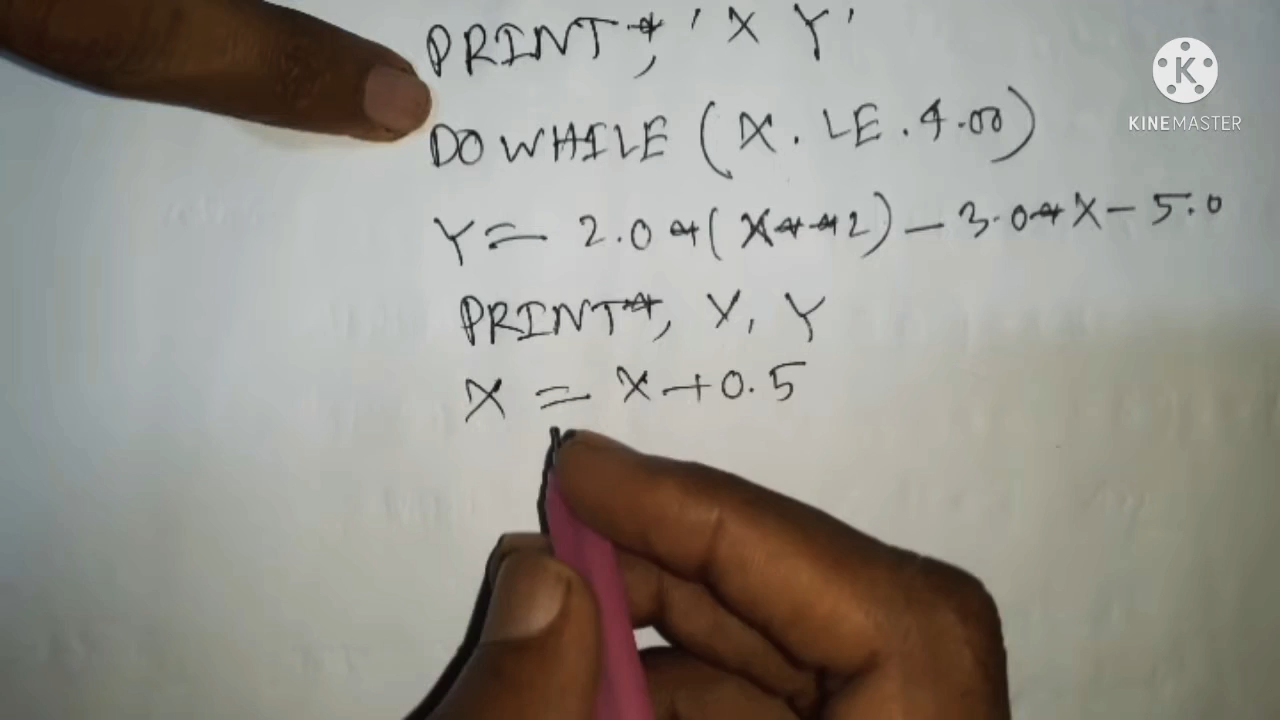 PRINT*, 'X Y'
DO WHILE (X.LE.4.00)
Y = 2.0*(X**2) - 3.0*X - 5.0
PRINT*, X, Y
X = X + 0.5
K
KINEMASTER